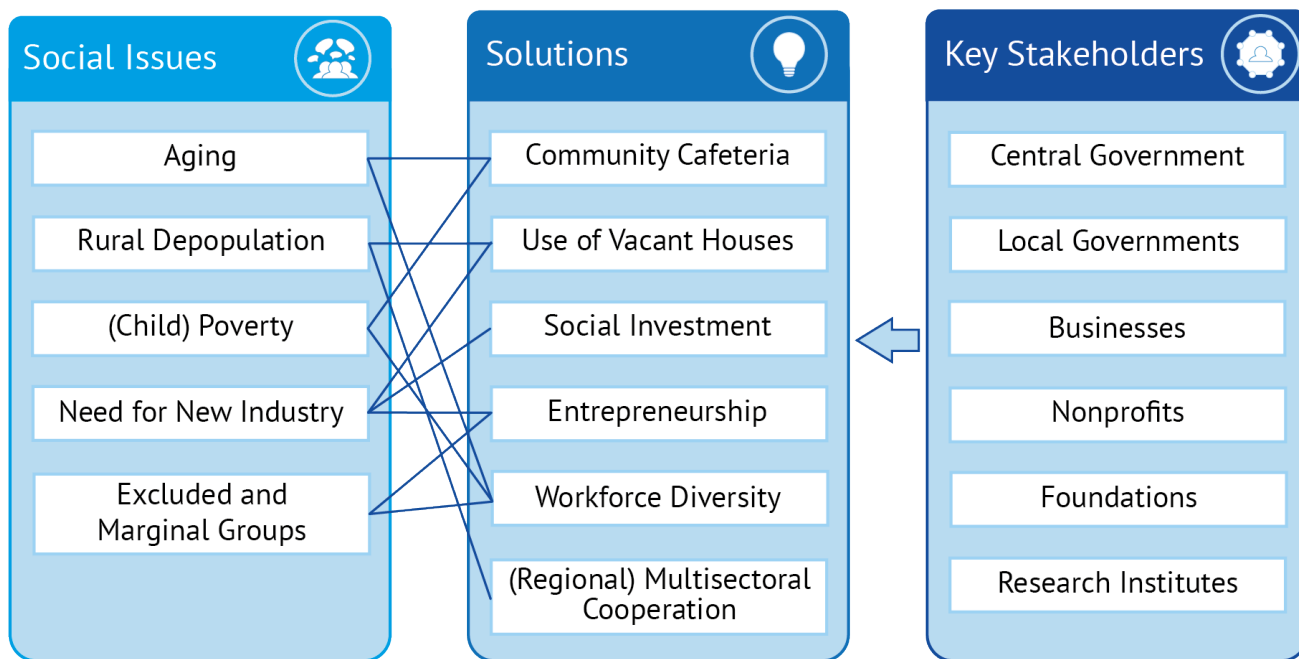 Social Issues
Aging
Rural Depopulation
(Child) Poverty
Need for New Industry
Excluded and
Marginal Groups
Solutions
Community Cafeteria
Use of Vacant Houses
Social Investment
Entrepreneurship
Workforce Diversity
(Regional) Multisectoral
Cooperation
Key Stakeholders
Central Government
Local Governments
Businesses
Nonprofits
Foundations
Research Institutes